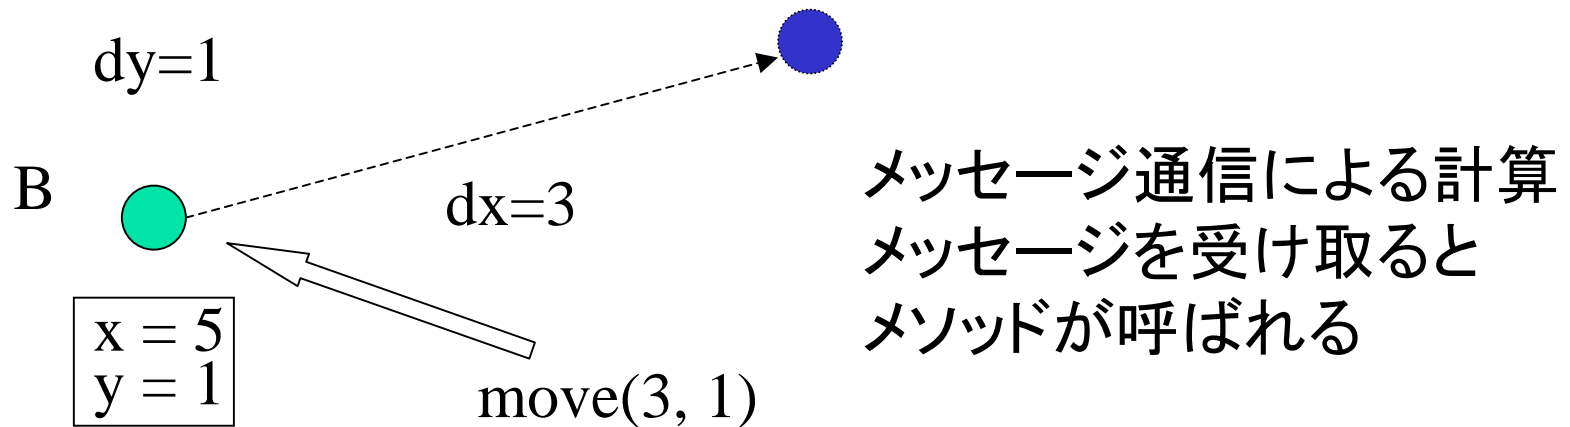 dy=1
B
dx=3
x = 5
y = 1
move(3, 1)
メッセージ通信による計算
メッセージを受け取ると
メソッドが呼ばれる